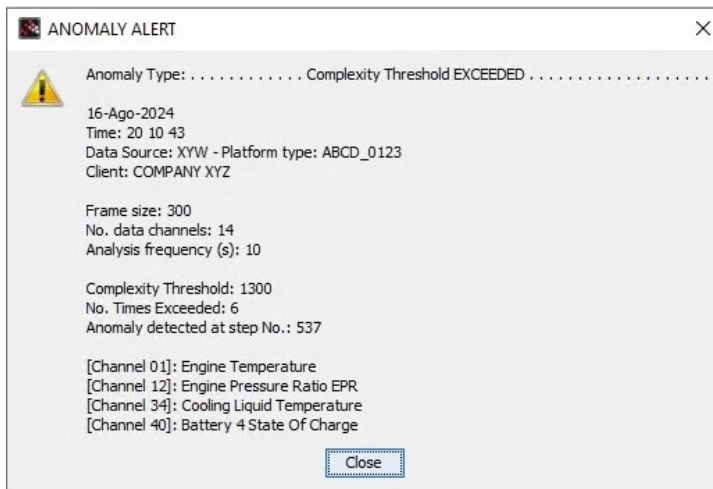 ANOMALY ALERT
Anomaly Type: . . . . . . . . . . . . Complexity Threshold EXCEEDED . . . . . . . . . . . . . . . . . . .
16-Ago-2024
Time: 20 10 43
Data Source: XYW - Platform type: ABCD_0123
Client: COMPANY XYZ
Frame size: 300
No. data channels: 14
Analysis frequency (s): 10
Complexity Threshold: 1300
No. Times Exceeded: 6
Anomaly detected at step No.: 537
[Channel 01]: Engine Temperature
[Channel 12]: Engine Pressure Ratio EPR
[Channel 34]: Cooling Liquid Temperature
[Channel 40]: Battery 4 State Of Charge
Close